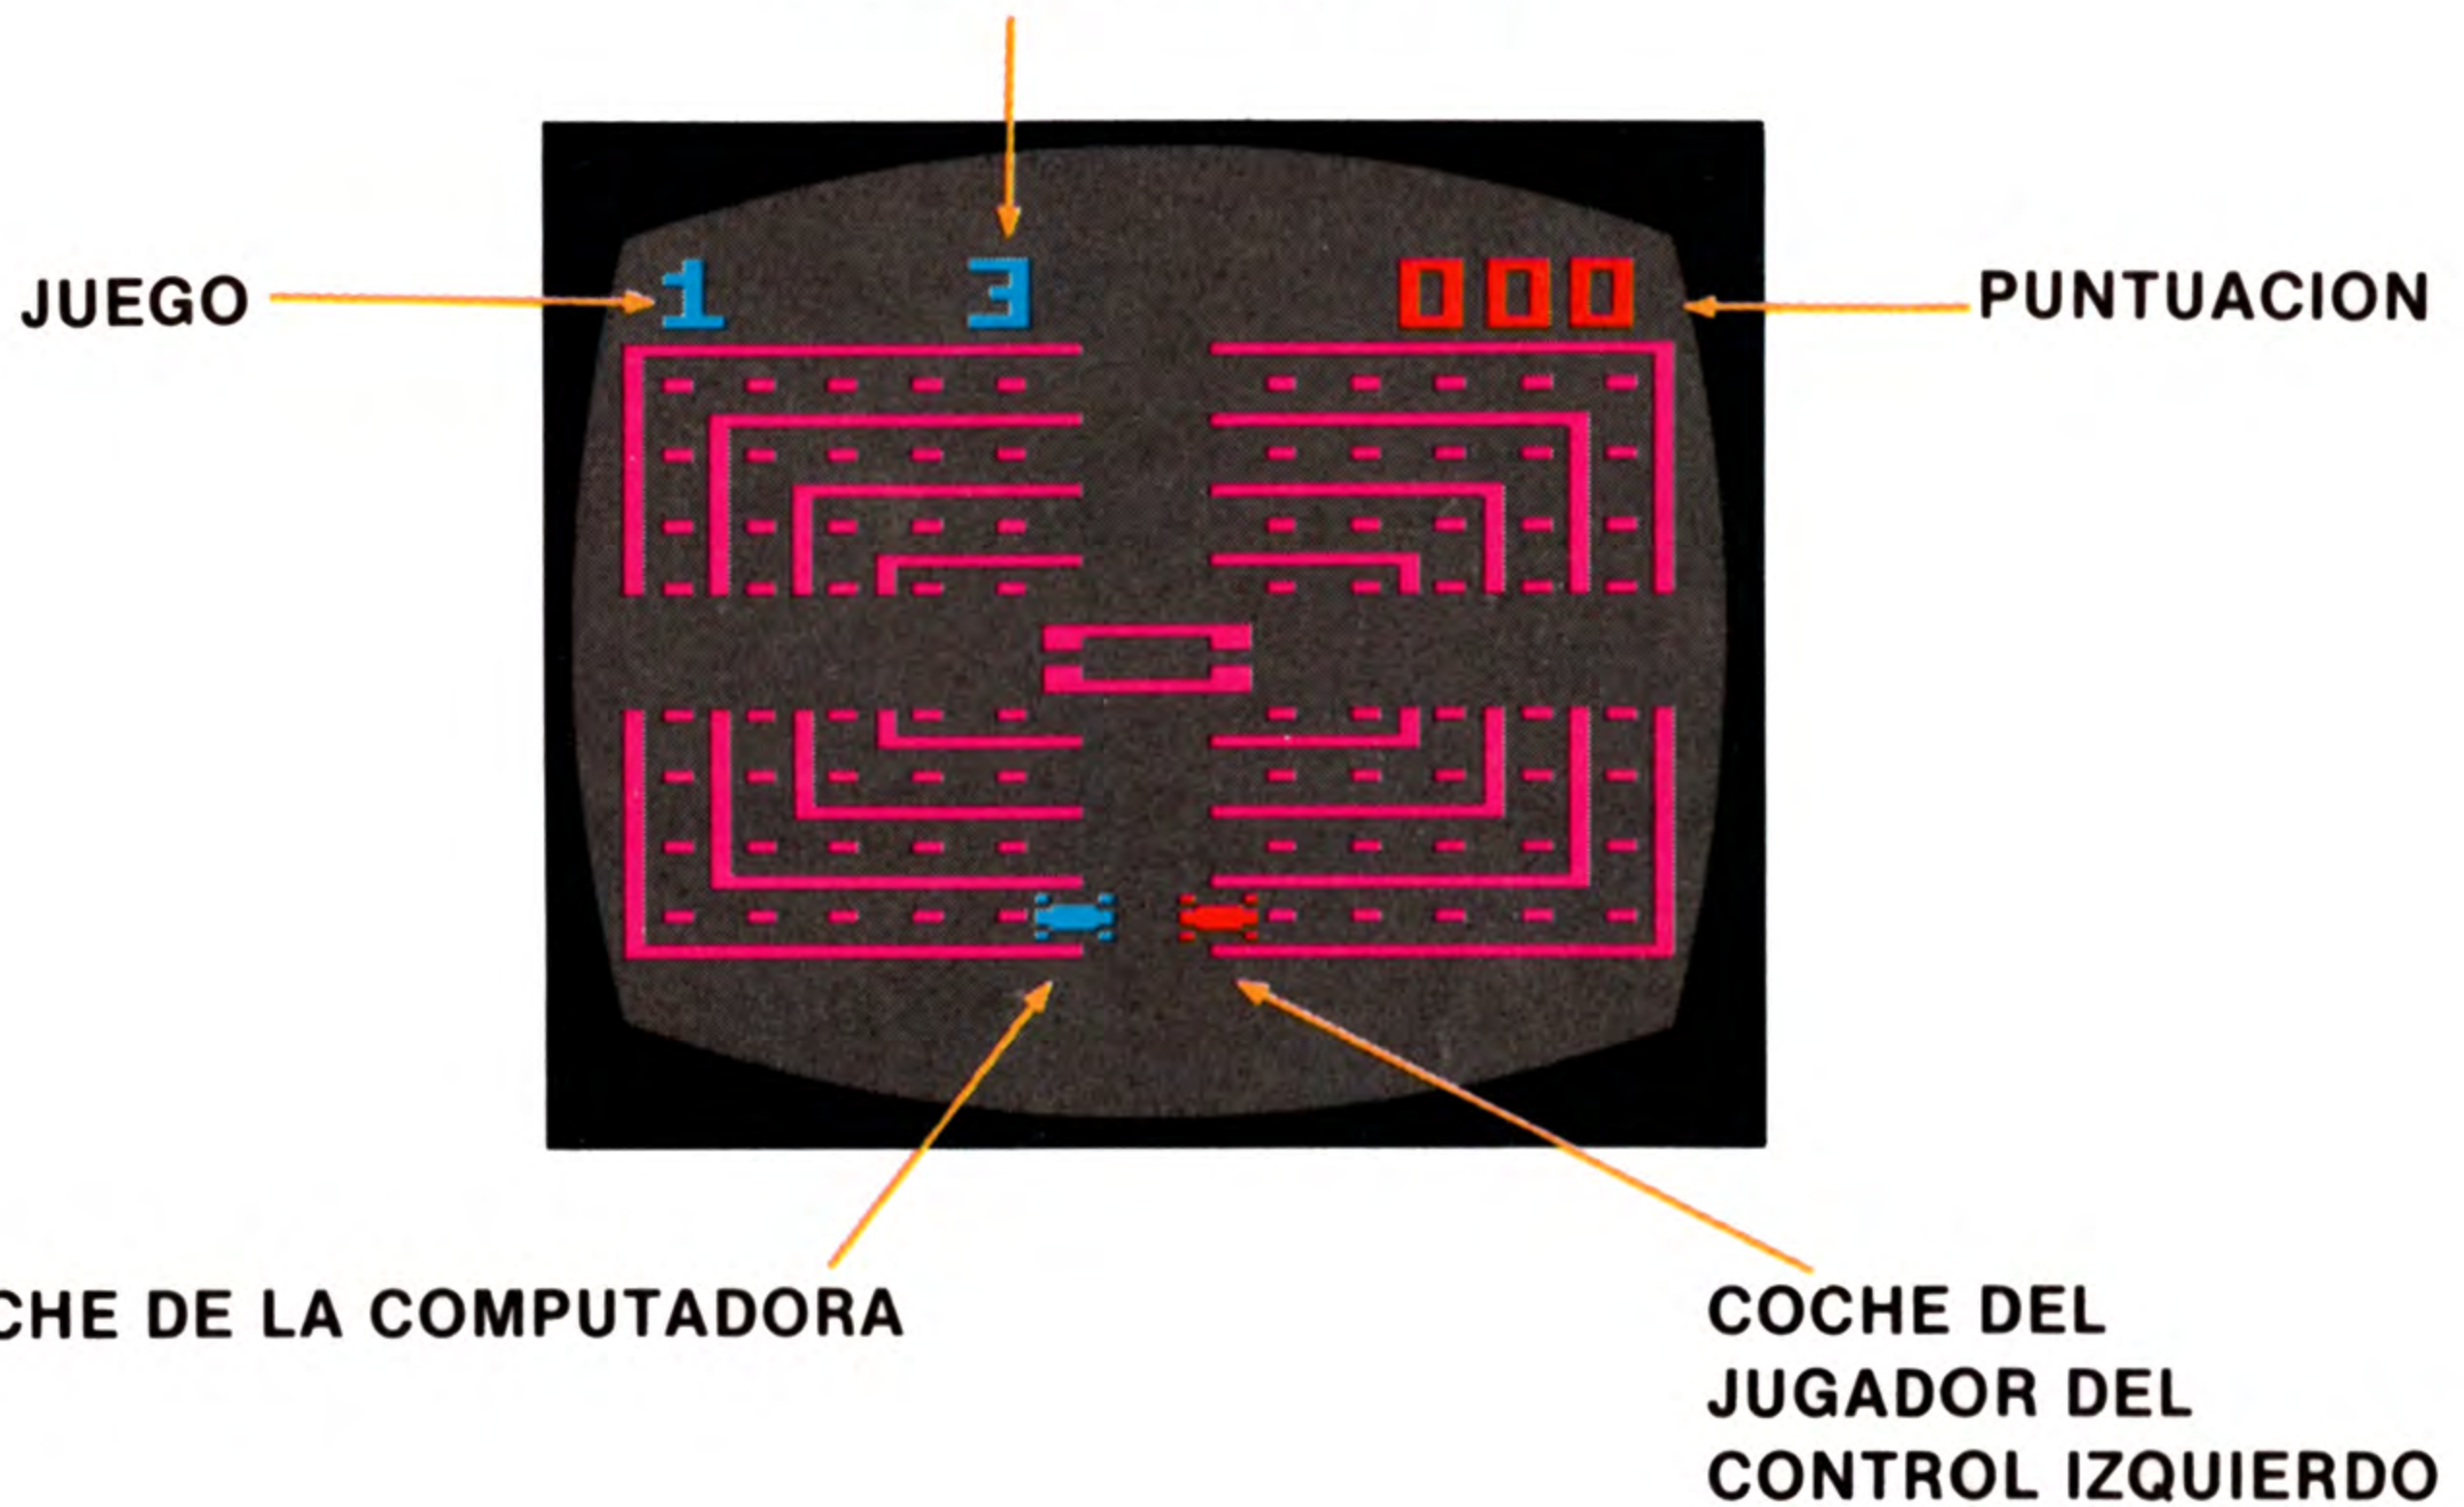 JUEGO
1 3 000
PUNTUACION
CHE DE LA COMPUTADORA
COCHE DEL
JUGADOR DEL
CONTROL IZQUIERDO